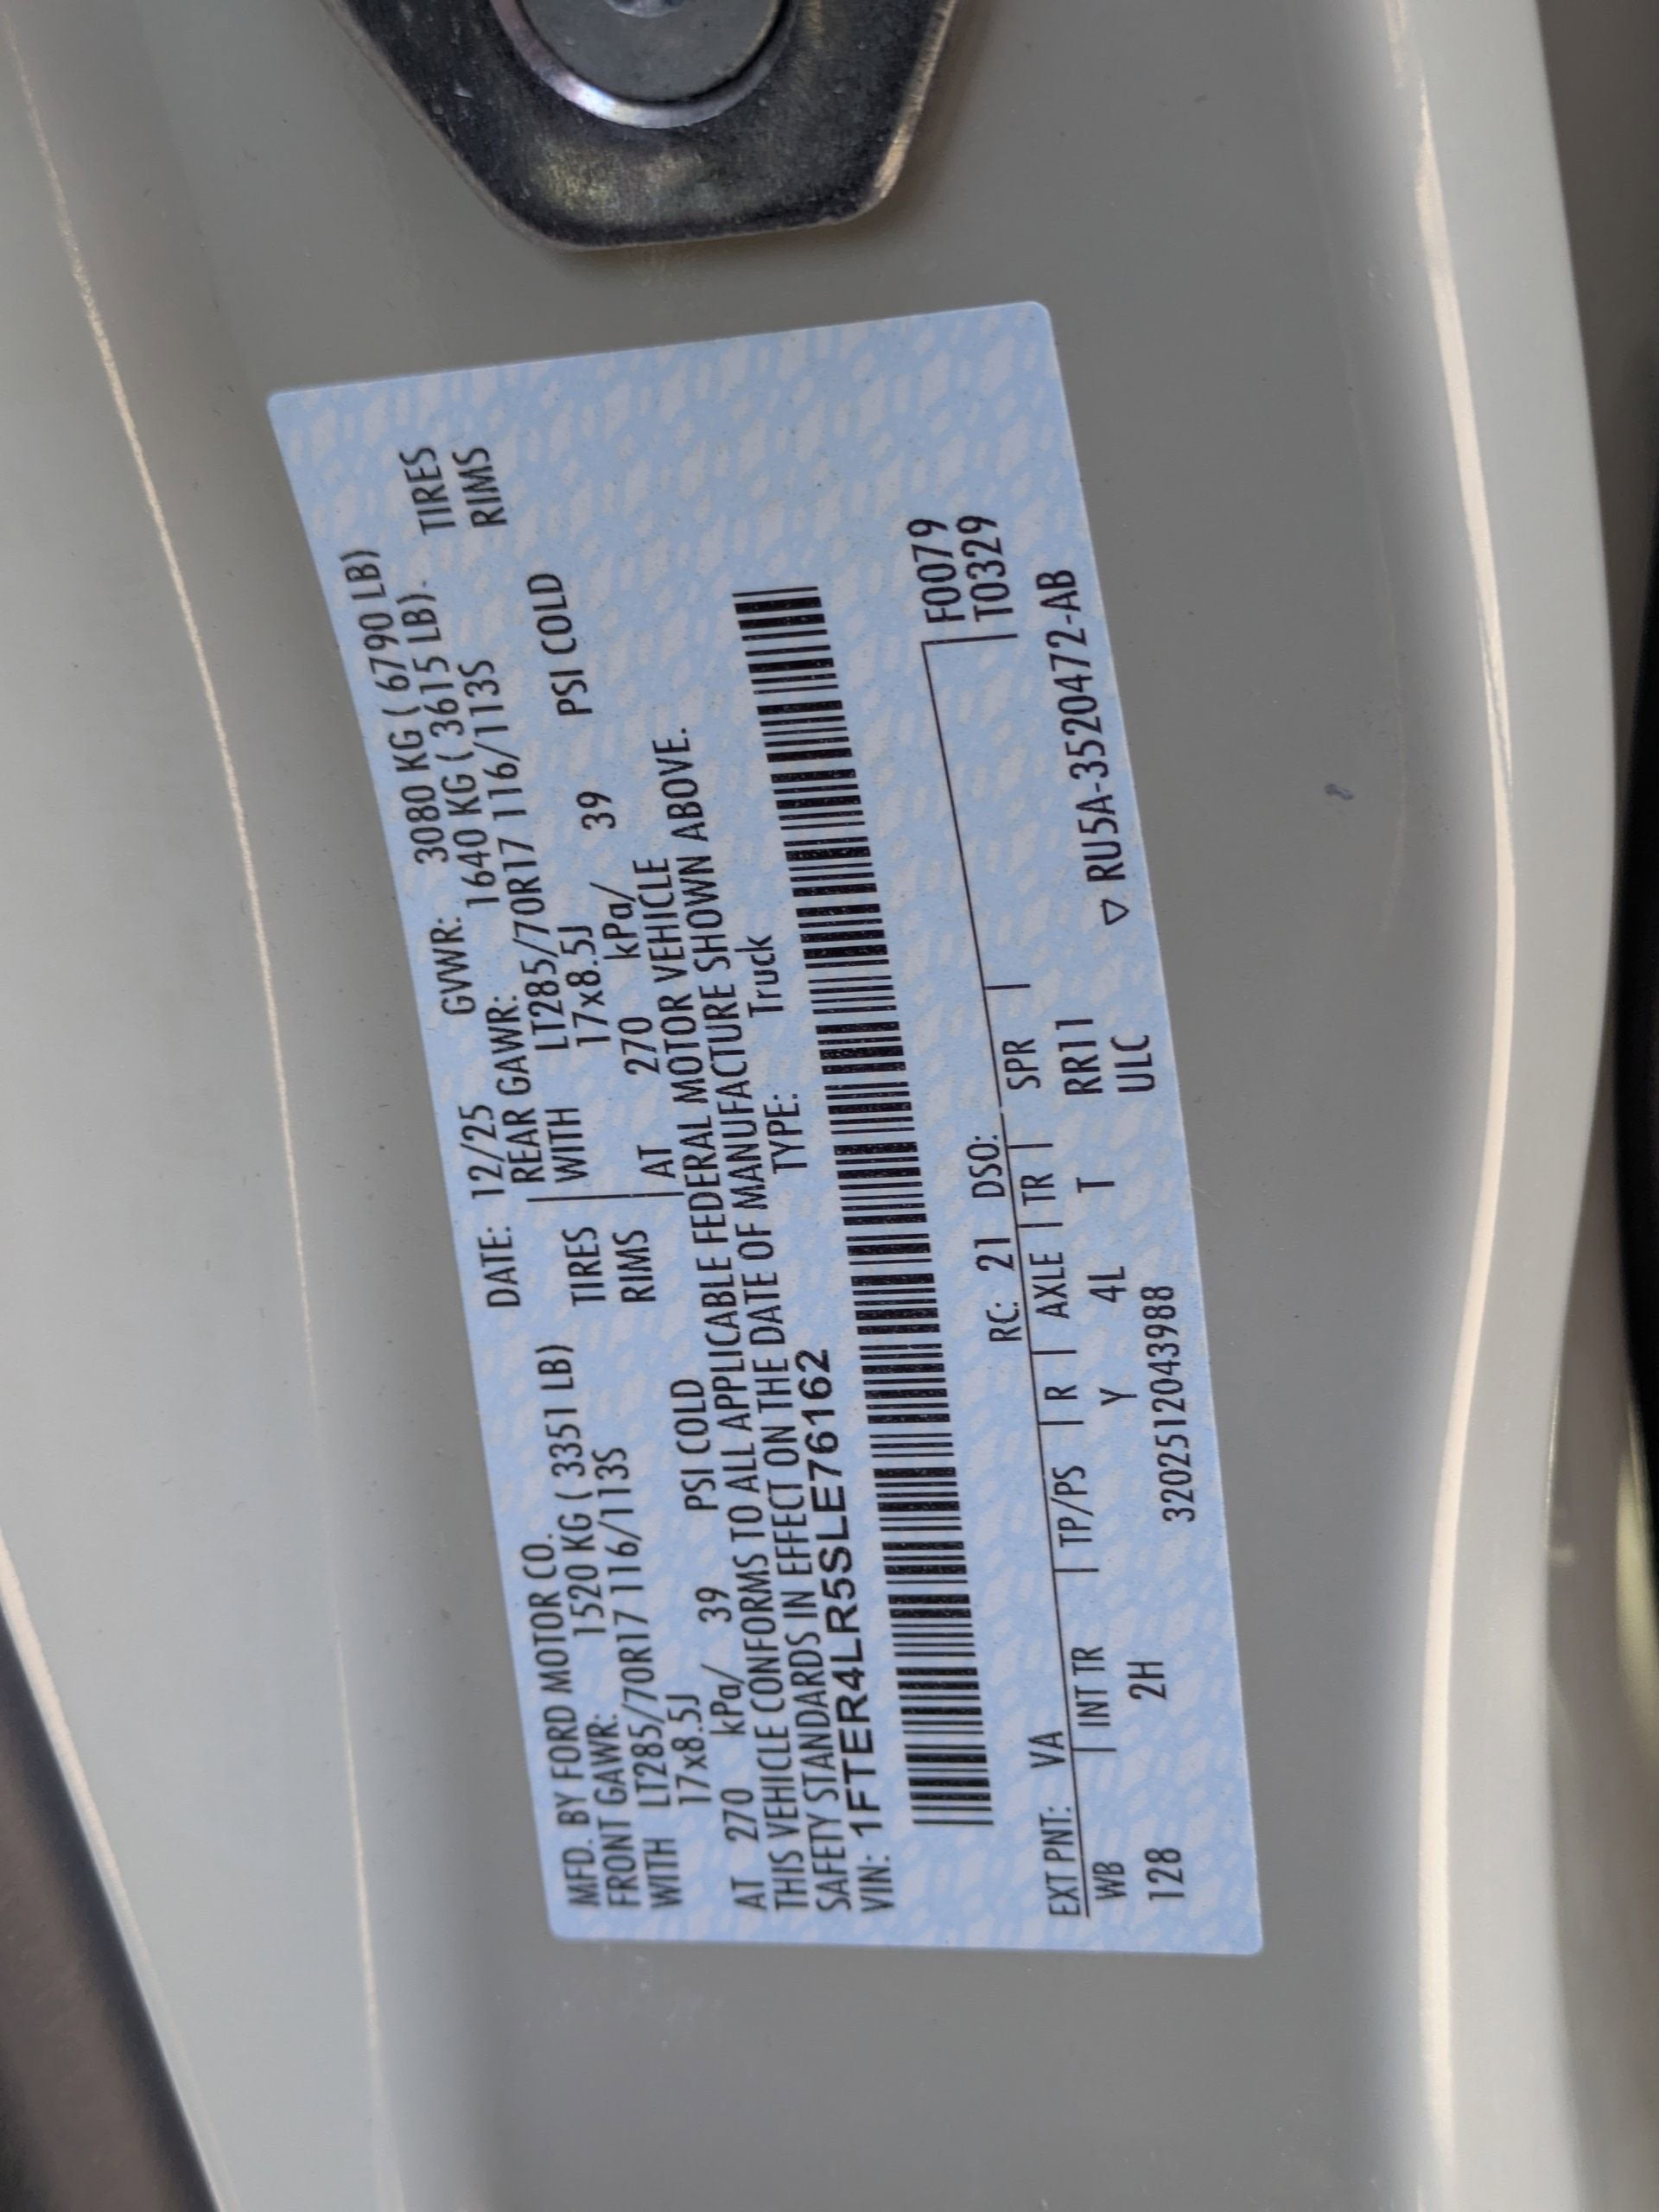 MFD. BY FORD MOTOR CO. DATE: 12/25 GVWR: 3080 KG ( 6790 LB)
FRONT GAWR: 1520 KG ( 3351 LB) REAR GAWR: 1640 KG ( 3615 LB).
WITH LT285/70R17 116/113S TIRES WITH LT285/70R17 116/113S TIRES
17x8.5J RIMS 17x8.5J RIMS
AT 270 kPa/ 39 PSI COLD AT 270 kPa/ 39 PSI COLD
THIS VEHICLE CONFORMS TO ALL APPLICABLE FEDERAL MOTOR VEHICLE
SAFETY STANDARDS IN EFFECT ON THE DATE OF MANUFACTURE SHOWN ABOVE.
VIN: 1FTER4LR5SLE76162 TYPE: Truck
EXT PNT: VA RC: 21 DSO: F0079
WB INT TR TP/PS R AXLE TR SPR T0329
128 2H Y 4L T RR11 ▽ RU5A-3520472-AB
320251204 3988 ULC